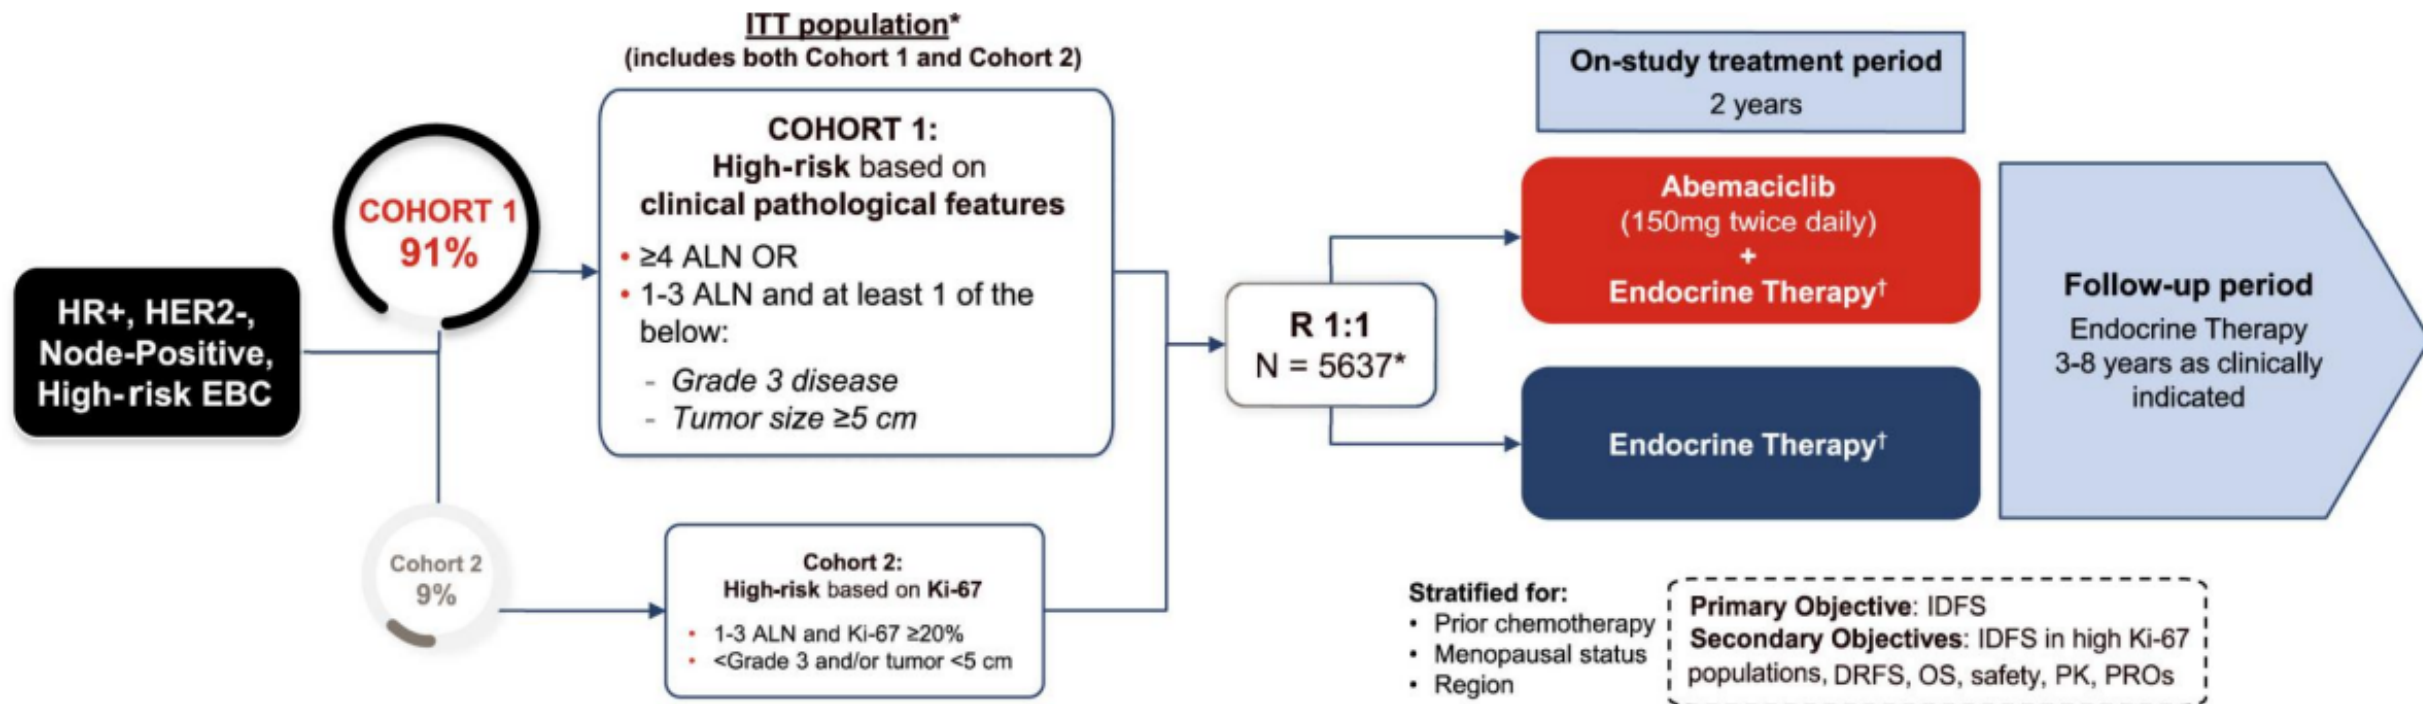 ITT population*
(includes both Cohort 1 and Cohort 2)
HR+, HER2-,
Node-Positive,
High-risk EBC
COHORT 1
91%
COHORT 1:
High-risk based on
clinical pathological features
• ≥4 ALN OR
• 1-3 ALN and at least 1 of the
below:
- Grade 3 disease
- Tumor size ≥5 cm
Cohort 2
9%
Cohort 2:
High-risk based on Ki-67
• 1-3 ALN and Ki-67 ≥20%
• <Grade 3 and/or tumor <5 cm
R 1:1
N = 5637*
On-study treatment period
2 years
Abemaciclib
(150mg twice daily)
+
Endocrine Therapy†
Endocrine Therapy†
Follow-up period
Endocrine Therapy
3-8 years as clinically
indicated
Stratified for:
• Prior chemotherapy
• Menopausal status
• Region
Primary Objective: IDFS
Secondary Objectives: IDFS in high Ki-67
populations, DRFS, OS, safety, PK, PROs